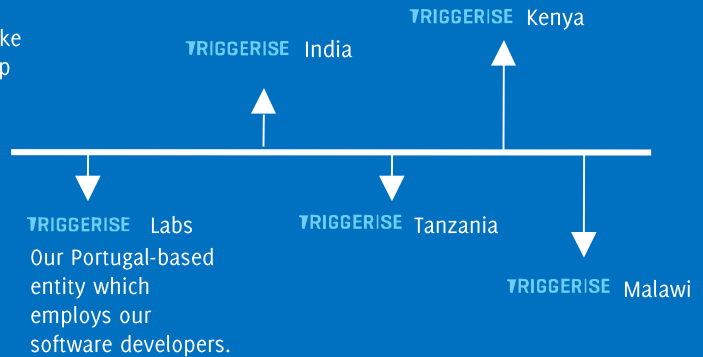 ke
p
TRIGGERISE Kenya
TRIGGERISE India
TRIGGERISE Labs
Our Portugal-based
entity which
employs our
software developers.
TRIGGERISE Tanzania
TRIGGERISE Malawi